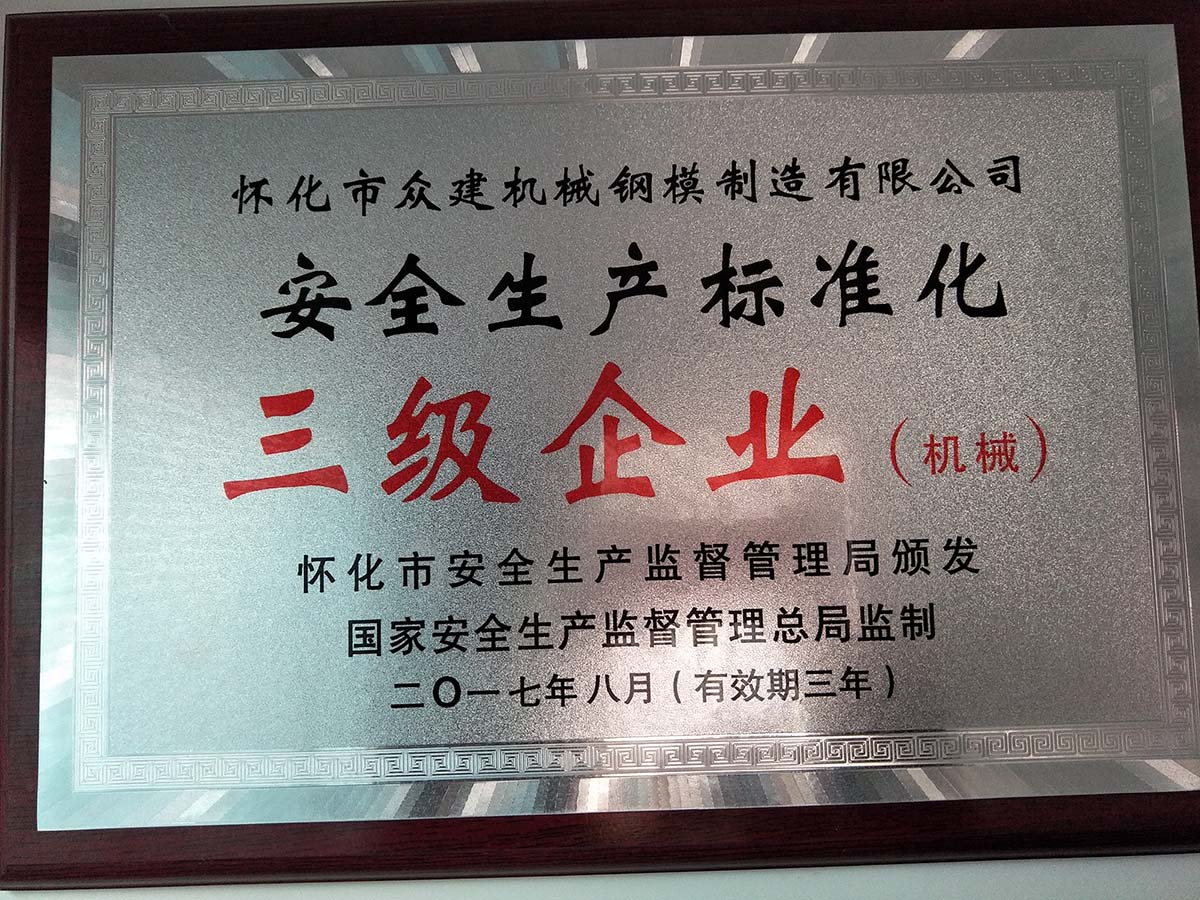 怀化市众建机械钢模制造有限公司
安全生产标准化
三级企业（机械）
怀化市安全生产监督管理局颁发
国家安全生产监督管理总局监制
二〇一七年八月（有效期三年）